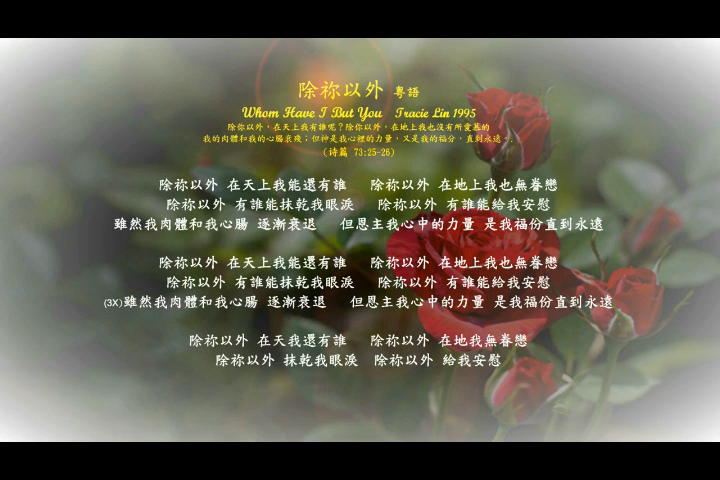 除祢以外 粵語
Whom Have I But You Tracie Lin 1995
除你以外，在天上我有誰呢？除你以外，在地上我也沒有所愛慕的
我的肉體和我的心腸衰殘；但神是我心裡的力量，又是我的福分，直到永遠。.
(诗篇 73:25-26)
除祢以外 在天上我能還有誰 除祢以外 在地上我也無眷戀
除祢以外 有誰能抹乾我眼淚 除祢以外 有誰能給我安慰
雖然我肉體和我心腸 逐漸衰退 但恩主我心中的力量 是我福份直到永遠
除祢以外 在天上我能還有誰 除祢以外 在地上我也無眷戀
除祢以外 有誰能抹乾我眼淚 除祢以外 有誰能給我安慰
(3X)雖然我肉體和我心腸 逐漸衰退 但恩主我心中的力量 是我福份直到永遠
除祢以外 在天我還有誰 除祢以外 在地我無眷戀
除祢以外 抹乾我眼淚 除祢以外 給我安慰